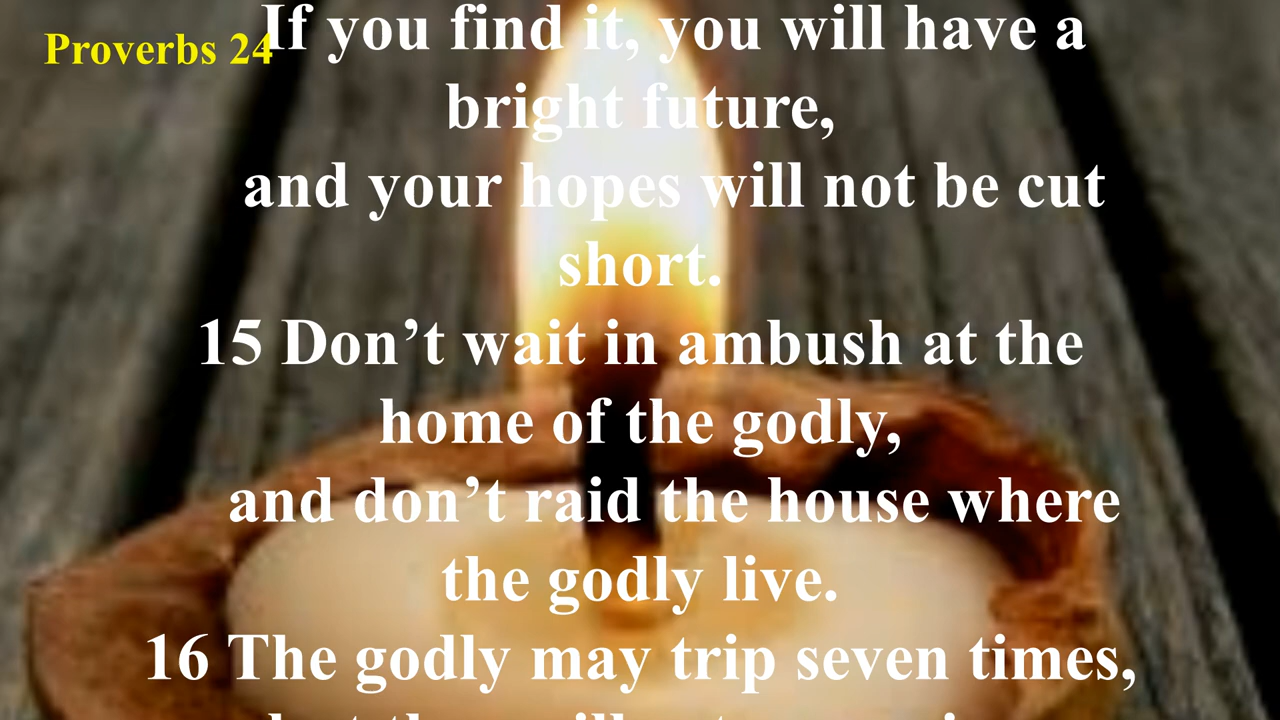 Proverbs 24
If you find it, you will have a
bright future,
and your hopes will not be cut
short.
15 Don’t wait in ambush at the
home of the godly,
and don’t raid the house where
the godly live.
16 The godly may trip seven times,